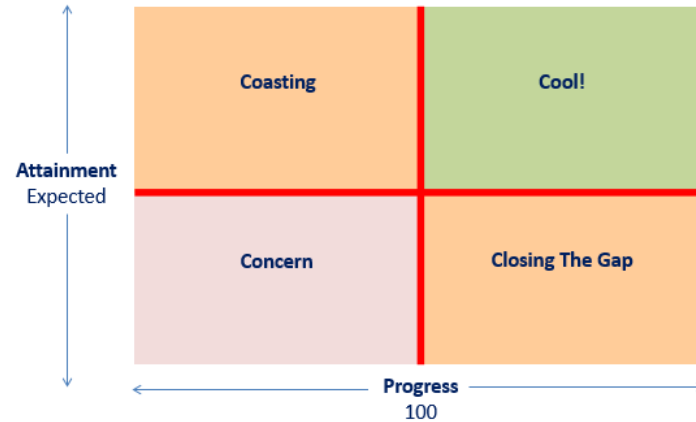 Coasting
Cool!
Attainment
Expected
Concern
Closing The Gap
Progress
100